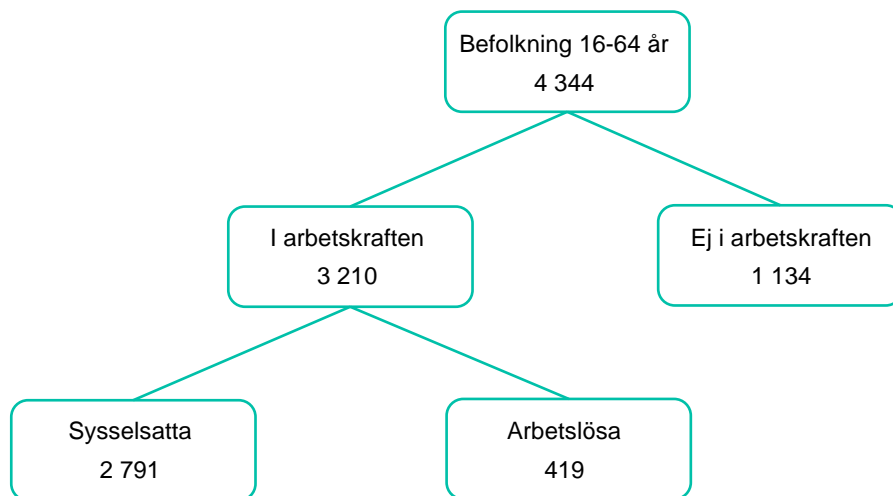 Befolkning 16-64 år
4 344
I arbetskraften
3 210
Ej i arbetskraften
1 134
Sysselsatta
2 791
Arbetslösa
419